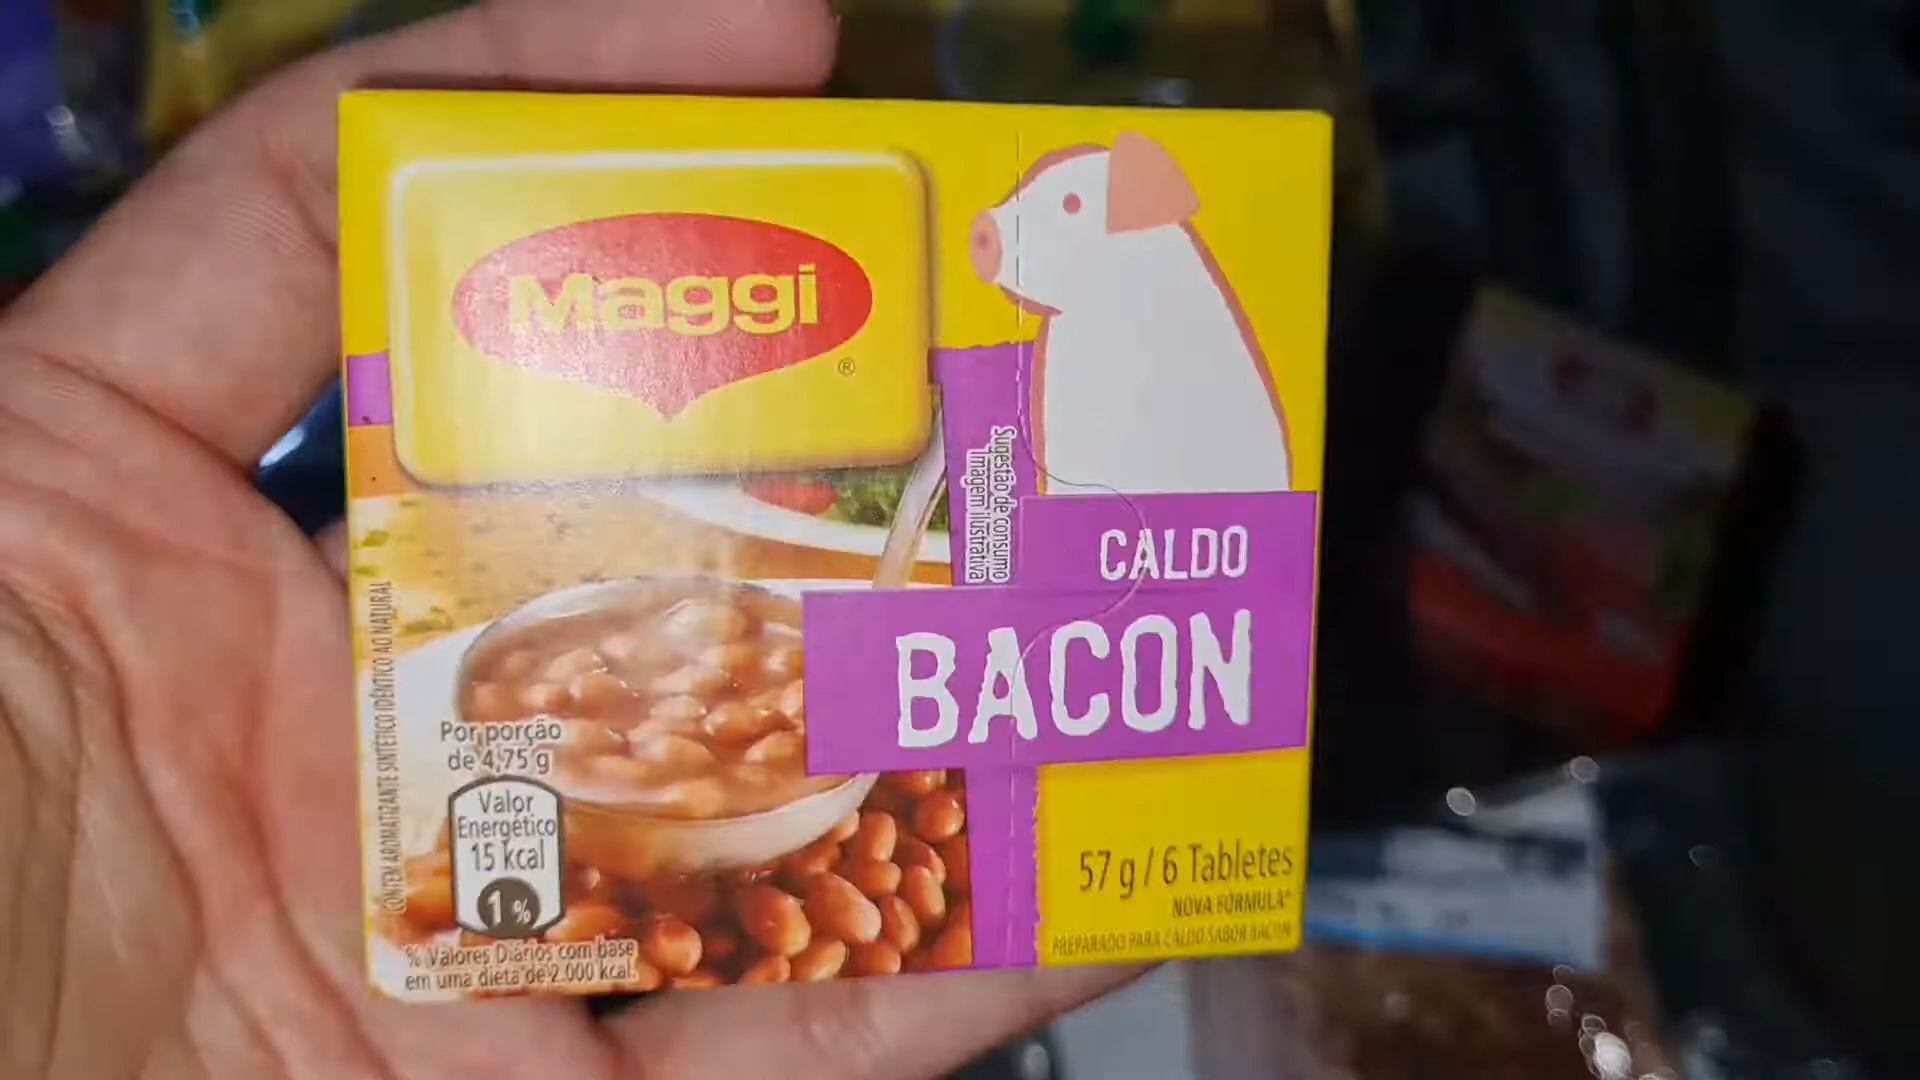 Maggi
®
Sugestão de consumo
Imagem ilustrativa
CALDO
BACON
CONTÉM AROMATIZANTE SINTÉTICO IDÊNTICO AO NATURAL
Por porção
de 4,75 g
Valor
Energético
15 kcal
1%
% Valores Diários com base
em uma dieta de 2.000 kcal.
57 g / 6 Tabletes
NOVA FÓRMULA*
PREPARADO PARA CALDO SABOR BACON